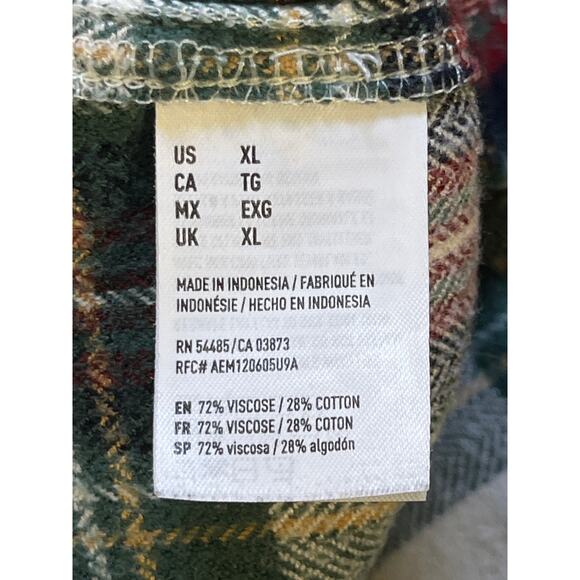 US XL
CA TG
MX EXG
UK XL
MADE IN INDONESIA / FABRIQUÉ EN
INDONÉSIE / HECHO EN INDONESIA
RN 54485/CA 03873
RFC# AEM120605U9A
EN 72% VISCOSE / 28% COTTON
FR 72% VISCOSE / 28% COTON
SP 72% viscosa / 28% algodón